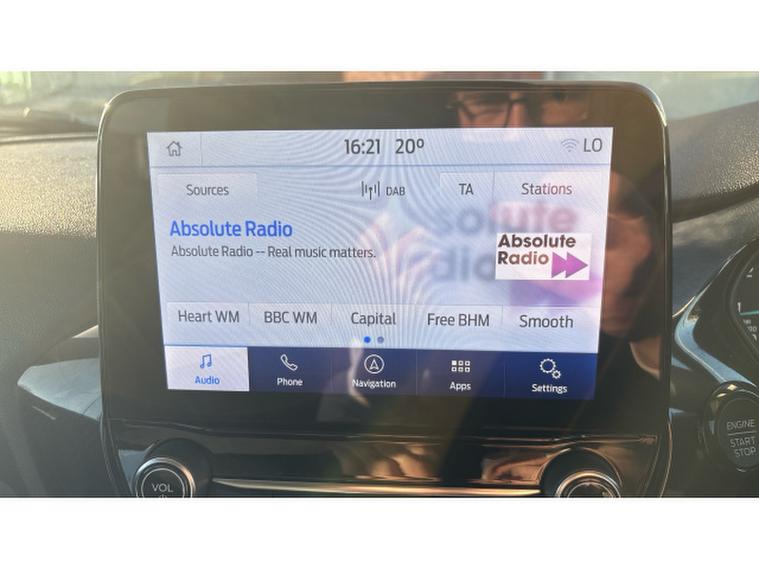 16:21 20° LO
Sources DAB TA Stations
Absolute Radio
Absolute Radio -- Real music matters.
Absolute
Radio
Heart WM BBC WM Capital Free BHM Smooth
Audio Phone Navigation Apps Settings
VOL
ENGINE
START
STOP